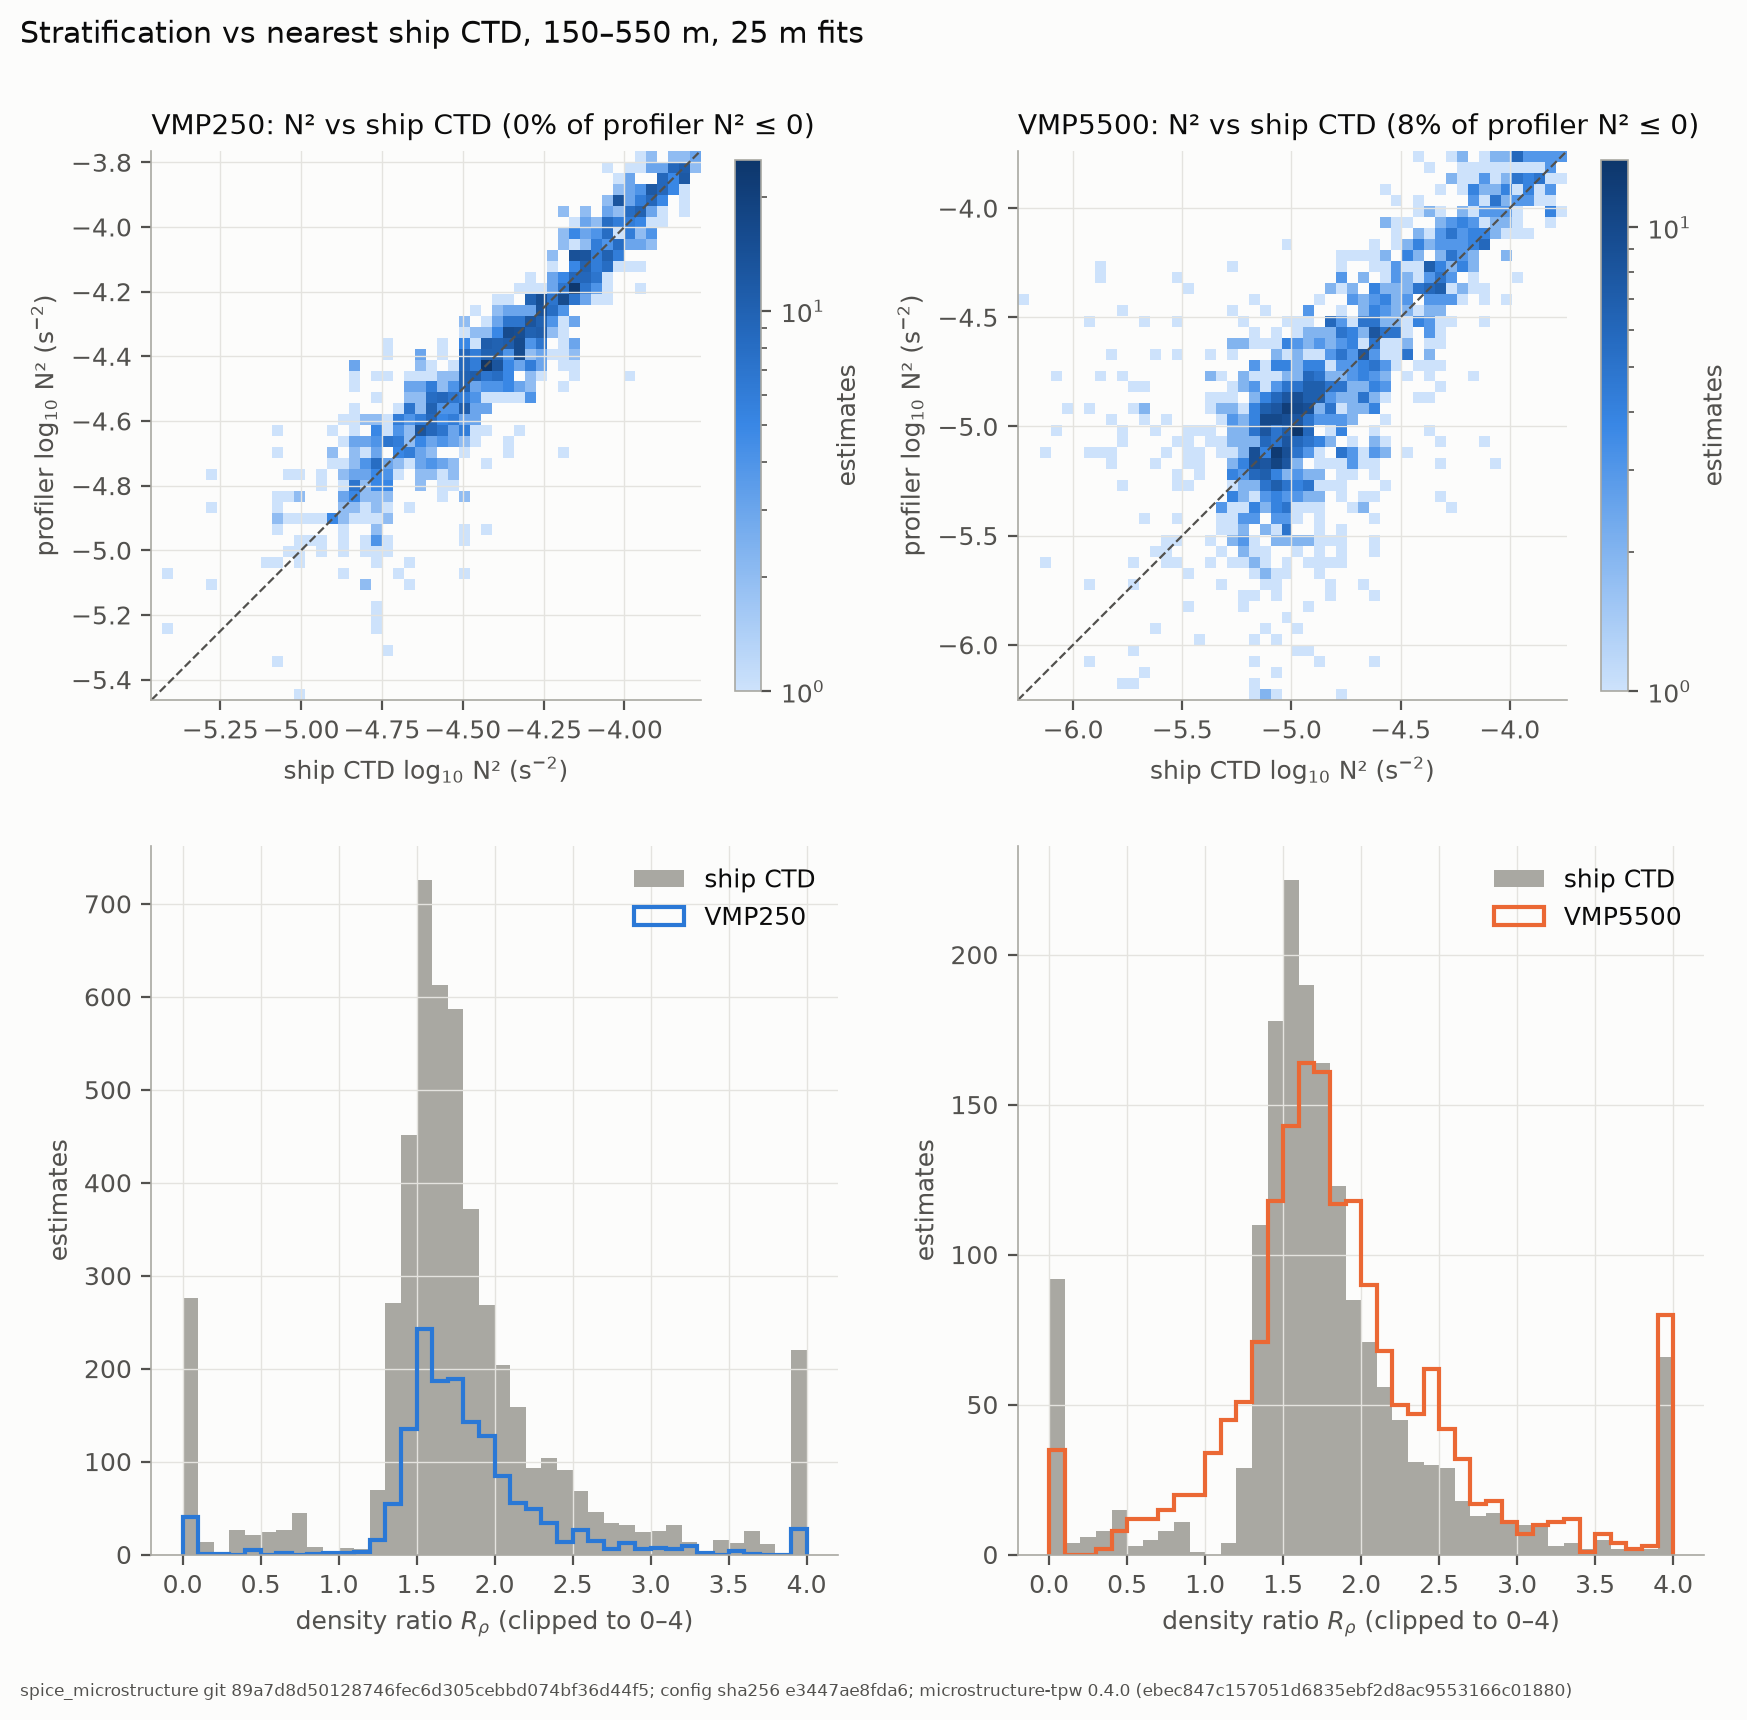 Stratification vs nearest ship CTD, 150–550 m, 25 m fits
VMP250: N² vs ship CTD (0% of profiler N² ≤ 0)
−3.8
−4.0
−4.2
−4.4
−4.6
−4.8
−5.0
−5.2
−5.4
profiler log₁₀ N² (s⁻²)
−5.25 −5.00 −4.75 −4.50 −4.25 −4.00
ship CTD log₁₀ N² (s⁻²)
10¹
10⁰
estimates
VMP5500: N² vs ship CTD (8% of profiler N² ≤ 0)
−4.0
−4.5
−5.0
−5.5
−6.0
profiler log₁₀ N² (s⁻²)
−6.0 −5.5 −5.0 −4.5 −4.0
ship CTD log₁₀ N² (s⁻²)
10¹
10⁰
estimates
ship CTD
VMP250
700
600
500
400
300
200
100
0
estimates
0.0 0.5 1.0 1.5 2.0 2.5 3.0 3.5 4.0
density ratio Rᵨ (clipped to 0–4)
ship CTD
VMP5500
200
150
100
50
0
estimates
0.0 0.5 1.0 1.5 2.0 2.5 3.0 3.5 4.0
density ratio Rᵨ (clipped to 0–4)
spice_microstructure git 89a7d8d50128746fec6d305cebbd074bf36d44f5; config sha256 e3447ae8fda6; microstructure-tpw 0.4.0 (ebec847c157051d6835ebf2d8ac9553166c01880)